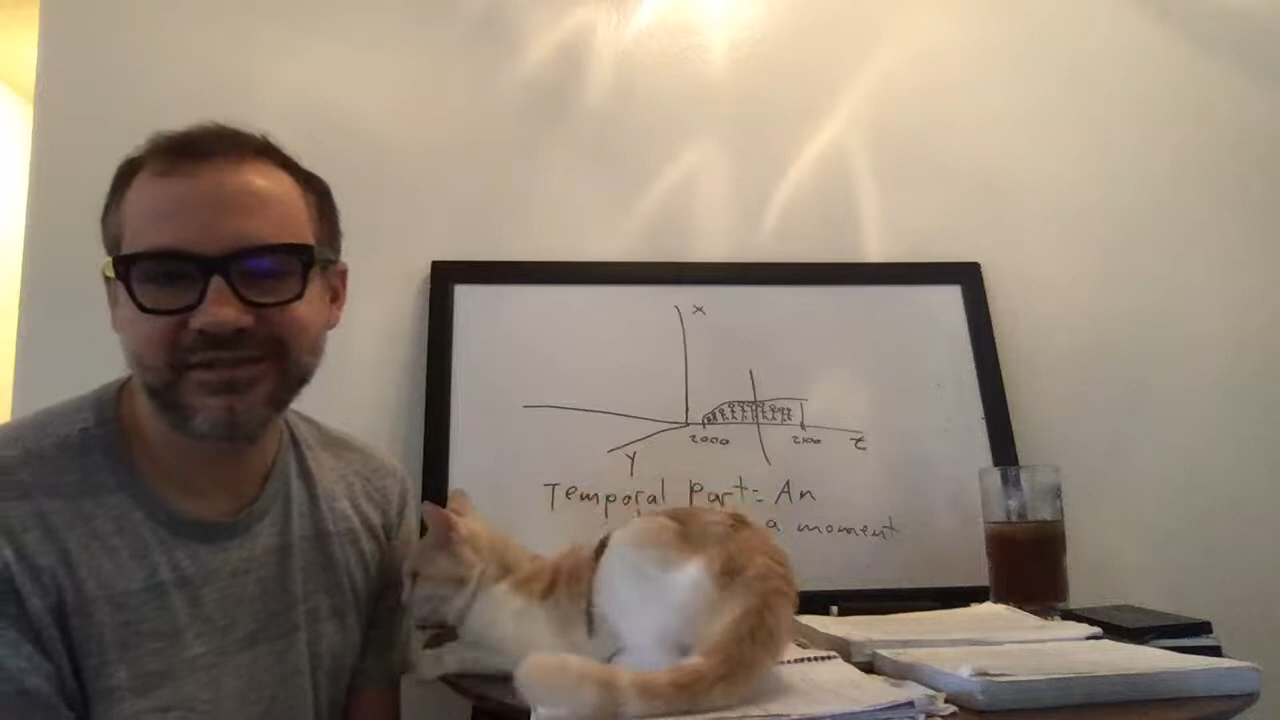 x
2000 2100 t
Y
Temporal Part = An
a moment